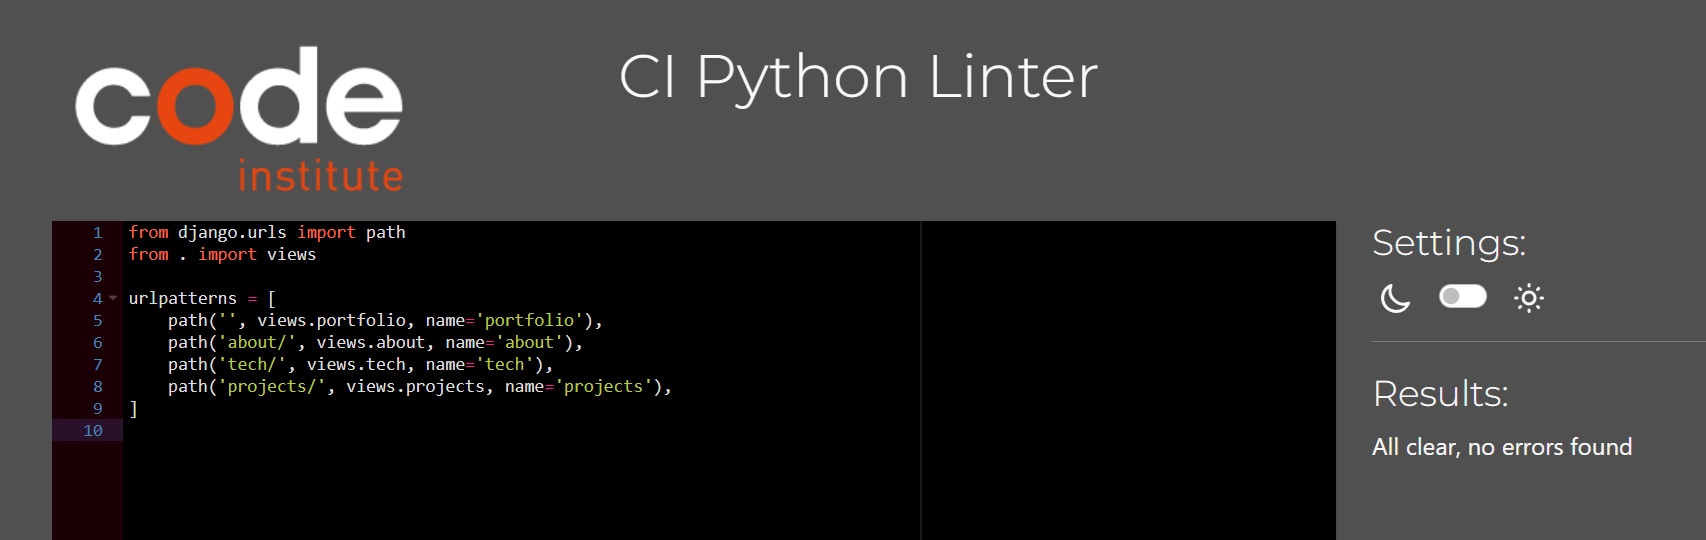 code
institute
CI Python Linter
1 from django.urls import path
2 from . import views
3
4 urlpatterns = [
5     path('', views.portfolio, name='portfolio'),
6     path('about/', views.about, name='about'),
7     path('tech/', views.tech, name='tech'),
8     path('projects/', views.projects, name='projects'),
9 ]
10
Settings:
Results:
All clear, no errors found